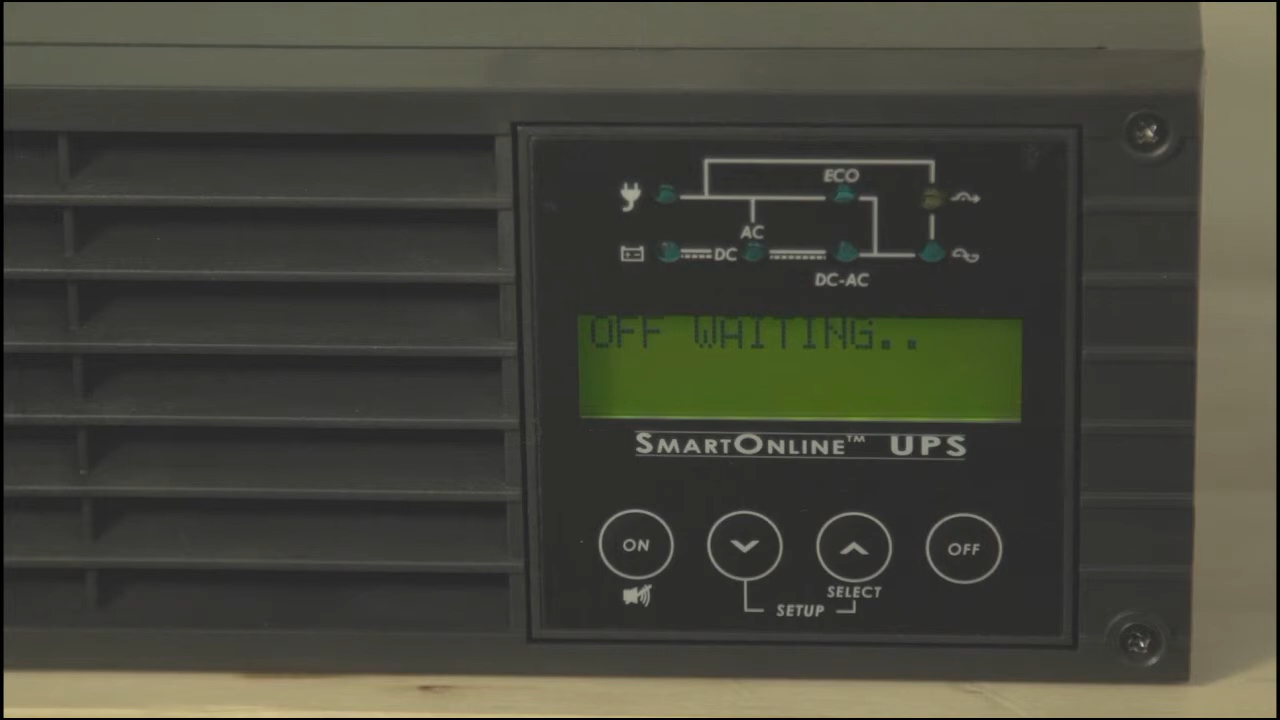 ECO
AC
DC
DC-AC
OFF WAITING..
SMARTONLINE™ UPS
ON
OFF
SELECT
SETUP